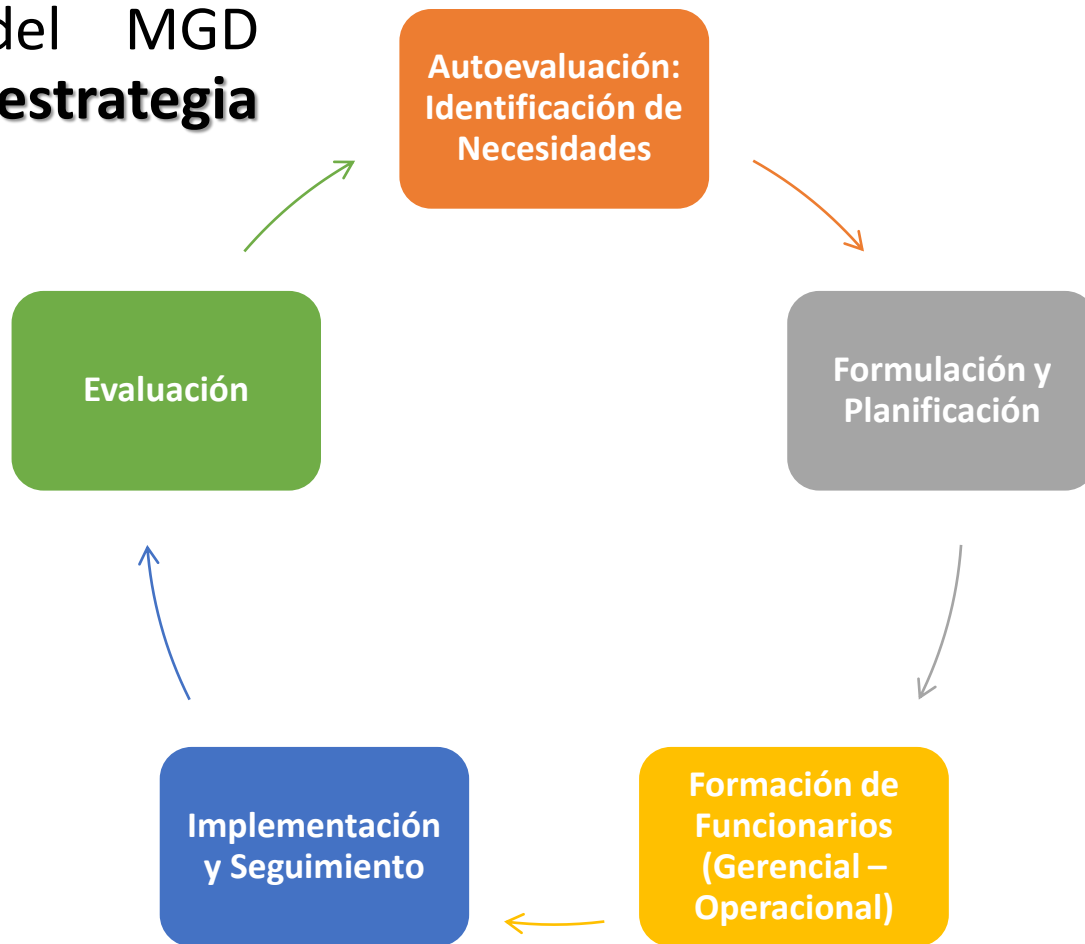 del MGD
estrategia
Autoevaluación:
Identificación de
Necesidades
Formulación y
Planificación
Formación de
Funcionarios
(Gerencial –
Operacional)
Implementación
y Seguimiento
Evaluación